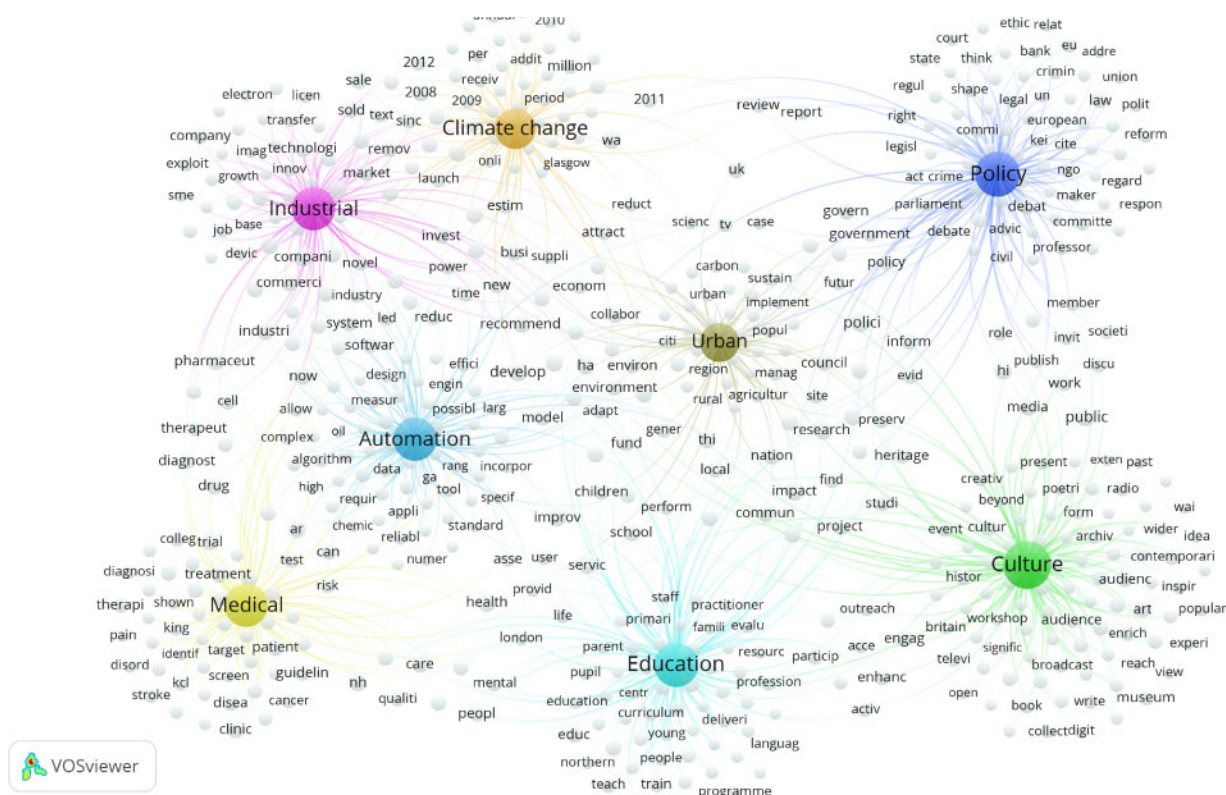 annual 2010
ethic relat
court
bank eu
addre
state think
per addit
2012
million
crimin
union
sale
receiv
regul
shape
legal un
law polit
electron licen
2008
2009 period
2011
review
report
right
european
sold text
sinc
transfer
Climate change
commi
kei cite
reform
company
technologi
remov
wa
legisl
imag
exploit
innov
market
onli
glasgow
uk
act crime
Policy
ngo
growth
launch
maker regard
sme
Industrial
estim
reduct
scienc tv case
govern
parliament
debat
respon
job base
attract
government
debate
advic
committe
devic
compani
invest
busi suppli
policy
civil
professor
novel
power
carbon
sustain
commerci
industry
time new
econom
urban
implement
futur
member
industri
system led
reduc
recommend
collabor
popul
polici
role invit societi
softwar
citi
Urban
inform
pharmaceut
now
design
effici
develop
ha environ
region
manag
council
evid
hi publish discu
engin
work
cell
allow
measur
possibl larg
environment
rural agricultur
site
media
public
therapeut
complex
oil
Automation
model
adapt
gener
thi
research
preserv
diagnost
algorithm
data
rang
incorpor
fund
nation
heritage
present
exten past
drug
high
ga
tool
specif
children
local
impact
find
creativ
beyond
poetri
radio
requir
appli
improv
perform
commun
studi
form
wai
ar
chemic
standard
school
project
event cultur
archiv
wider
idea
colleg trial
can
reliabl
numer
contemporari
test
asse user
servic
Culture
diagnosi
treatment
risk
provid
histor
audienc
inspir
therapi
shown
Medical
health
staff
practitioner
outreach
workshop
art
popular
king
life
primari
famili evalu
britain
audience
enrich
pain
patient
london
parent
resourc
particip
acce
engag
signific
experi
disord
identif target
guidelin
care
pupil
Education
televi
broadcast
reach
view
kcl
screen
nh
mental
centr
profession
enhanc
stroke
disea
cancer
qualiti
education
curriculum
deliveri
activ
open
book
write
museum
clinic
peopl
educ
young
languag
collect digit
northern
people
teach train
programme
VOSviewer